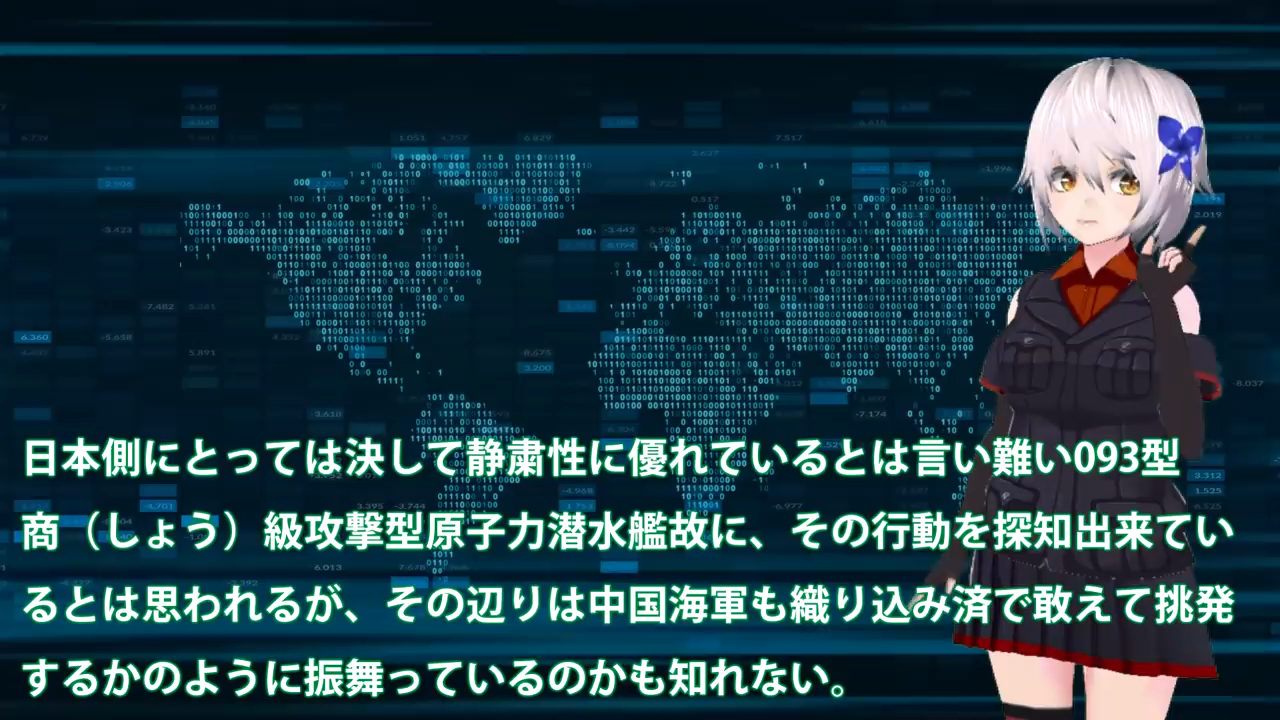 日本側にとっては決して静粛性に優れているとは言い難い093型
商（しょう）級攻撃型原子力潜水艦故に、その行動を探知出来てい
るとは思われるが、その辺りは中国海軍も織り込み済で敢えて挑発
するかのように振舞っているのかも知れない。